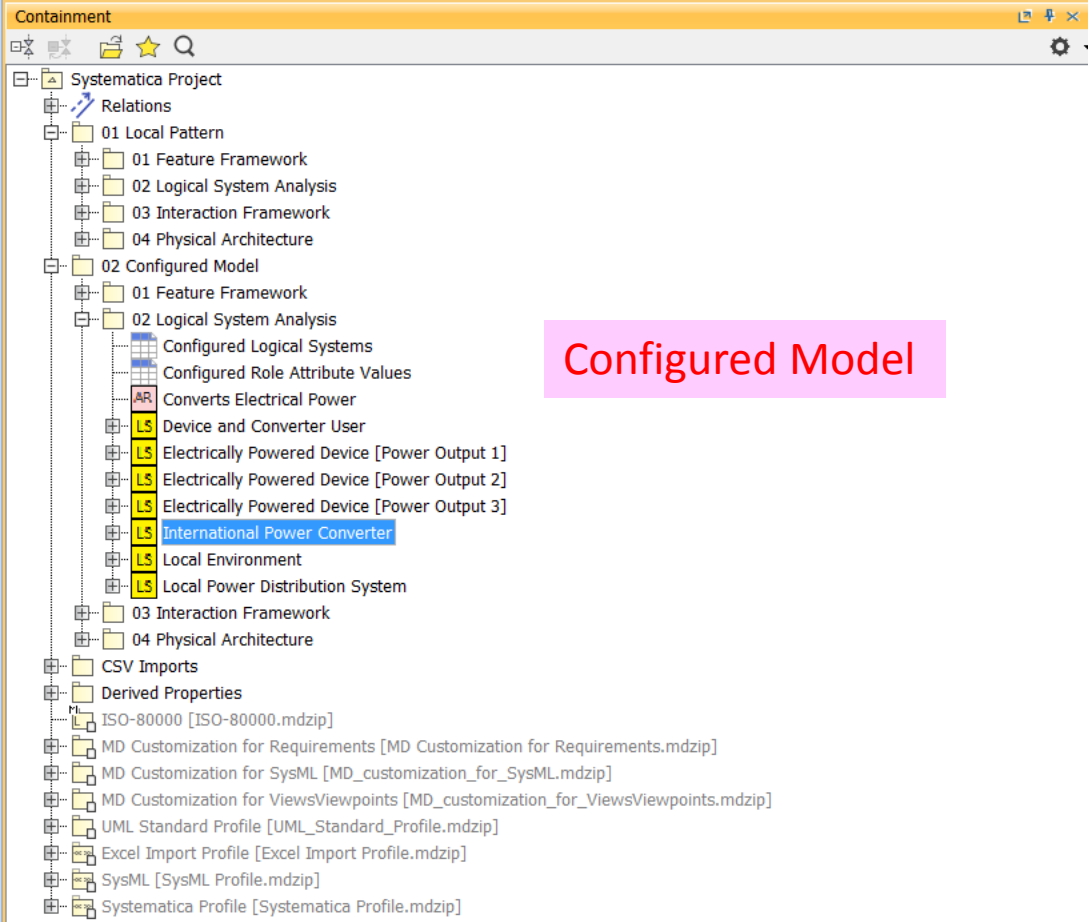 Containment
Systematica Project
Relations
01 Local Pattern
01 Feature Framework
02 Logical System Analysis
03 Interaction Framework
04 Physical Architecture
02 Configured Model
01 Feature Framework
02 Logical System Analysis
Configured Logical Systems
Configured Model
Configured Role Attribute Values
AR Converts Electrical Power
LS Device and Converter User
LS Electrically Powered Device [Power Output 1]
LS Electrically Powered Device [Power Output 2]
LS Electrically Powered Device [Power Output 3]
LS International Power Converter
LS Local Environment
LS Local Power Distribution System
03 Interaction Framework
04 Physical Architecture
CSV Imports
Derived Properties
ISO-80000 [ISO-80000.mdzip]
MD Customization for Requirements [MD Customization for Requirements.mdzip]
MD Customization for SysML [MD_customization_for_SysML.mdzip]
MD Customization for ViewsViewpoints [MD_customization_for_ViewsViewpoints.mdzip]
UML Standard Profile [UML_Standard_Profile.mdzip]
Excel Import Profile [Excel Import Profile.mdzip]
SysML [SysML Profile.mdzip]
Systematica Profile [Systematica Profile.mdzip]